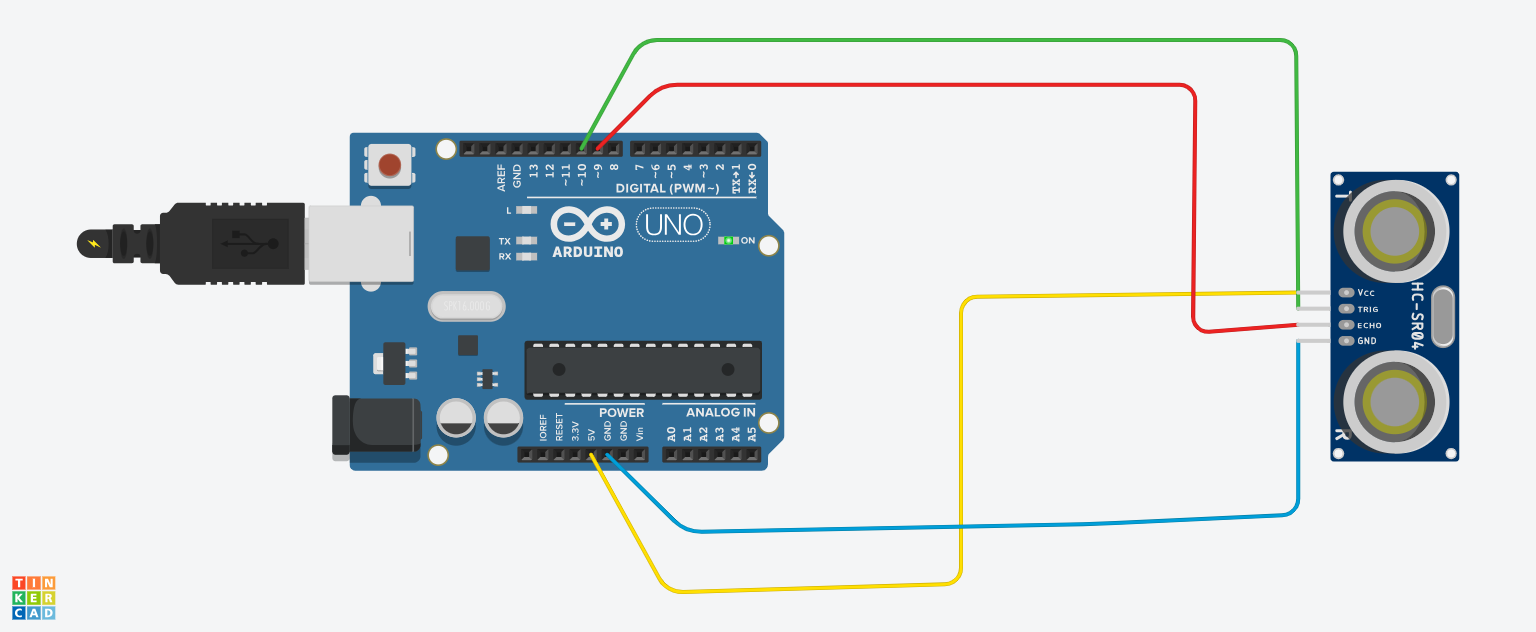 AREF
GND
13
12
~11
~10
~9
8
7
~6
~5
4
~3
2
TX→1
RX←0
DIGITAL (PWM~)
L
TX
RX
ARDUINO
UNO
ON
POWER
ANALOG IN
IOREF
RESET
3.3V
5V
GND
GND
Vin
A0
A1
A2
A3
A4
A5
T
HC-SR04
Vcc
TRIG
ECHO
GND
R
TIN
KER
CAD